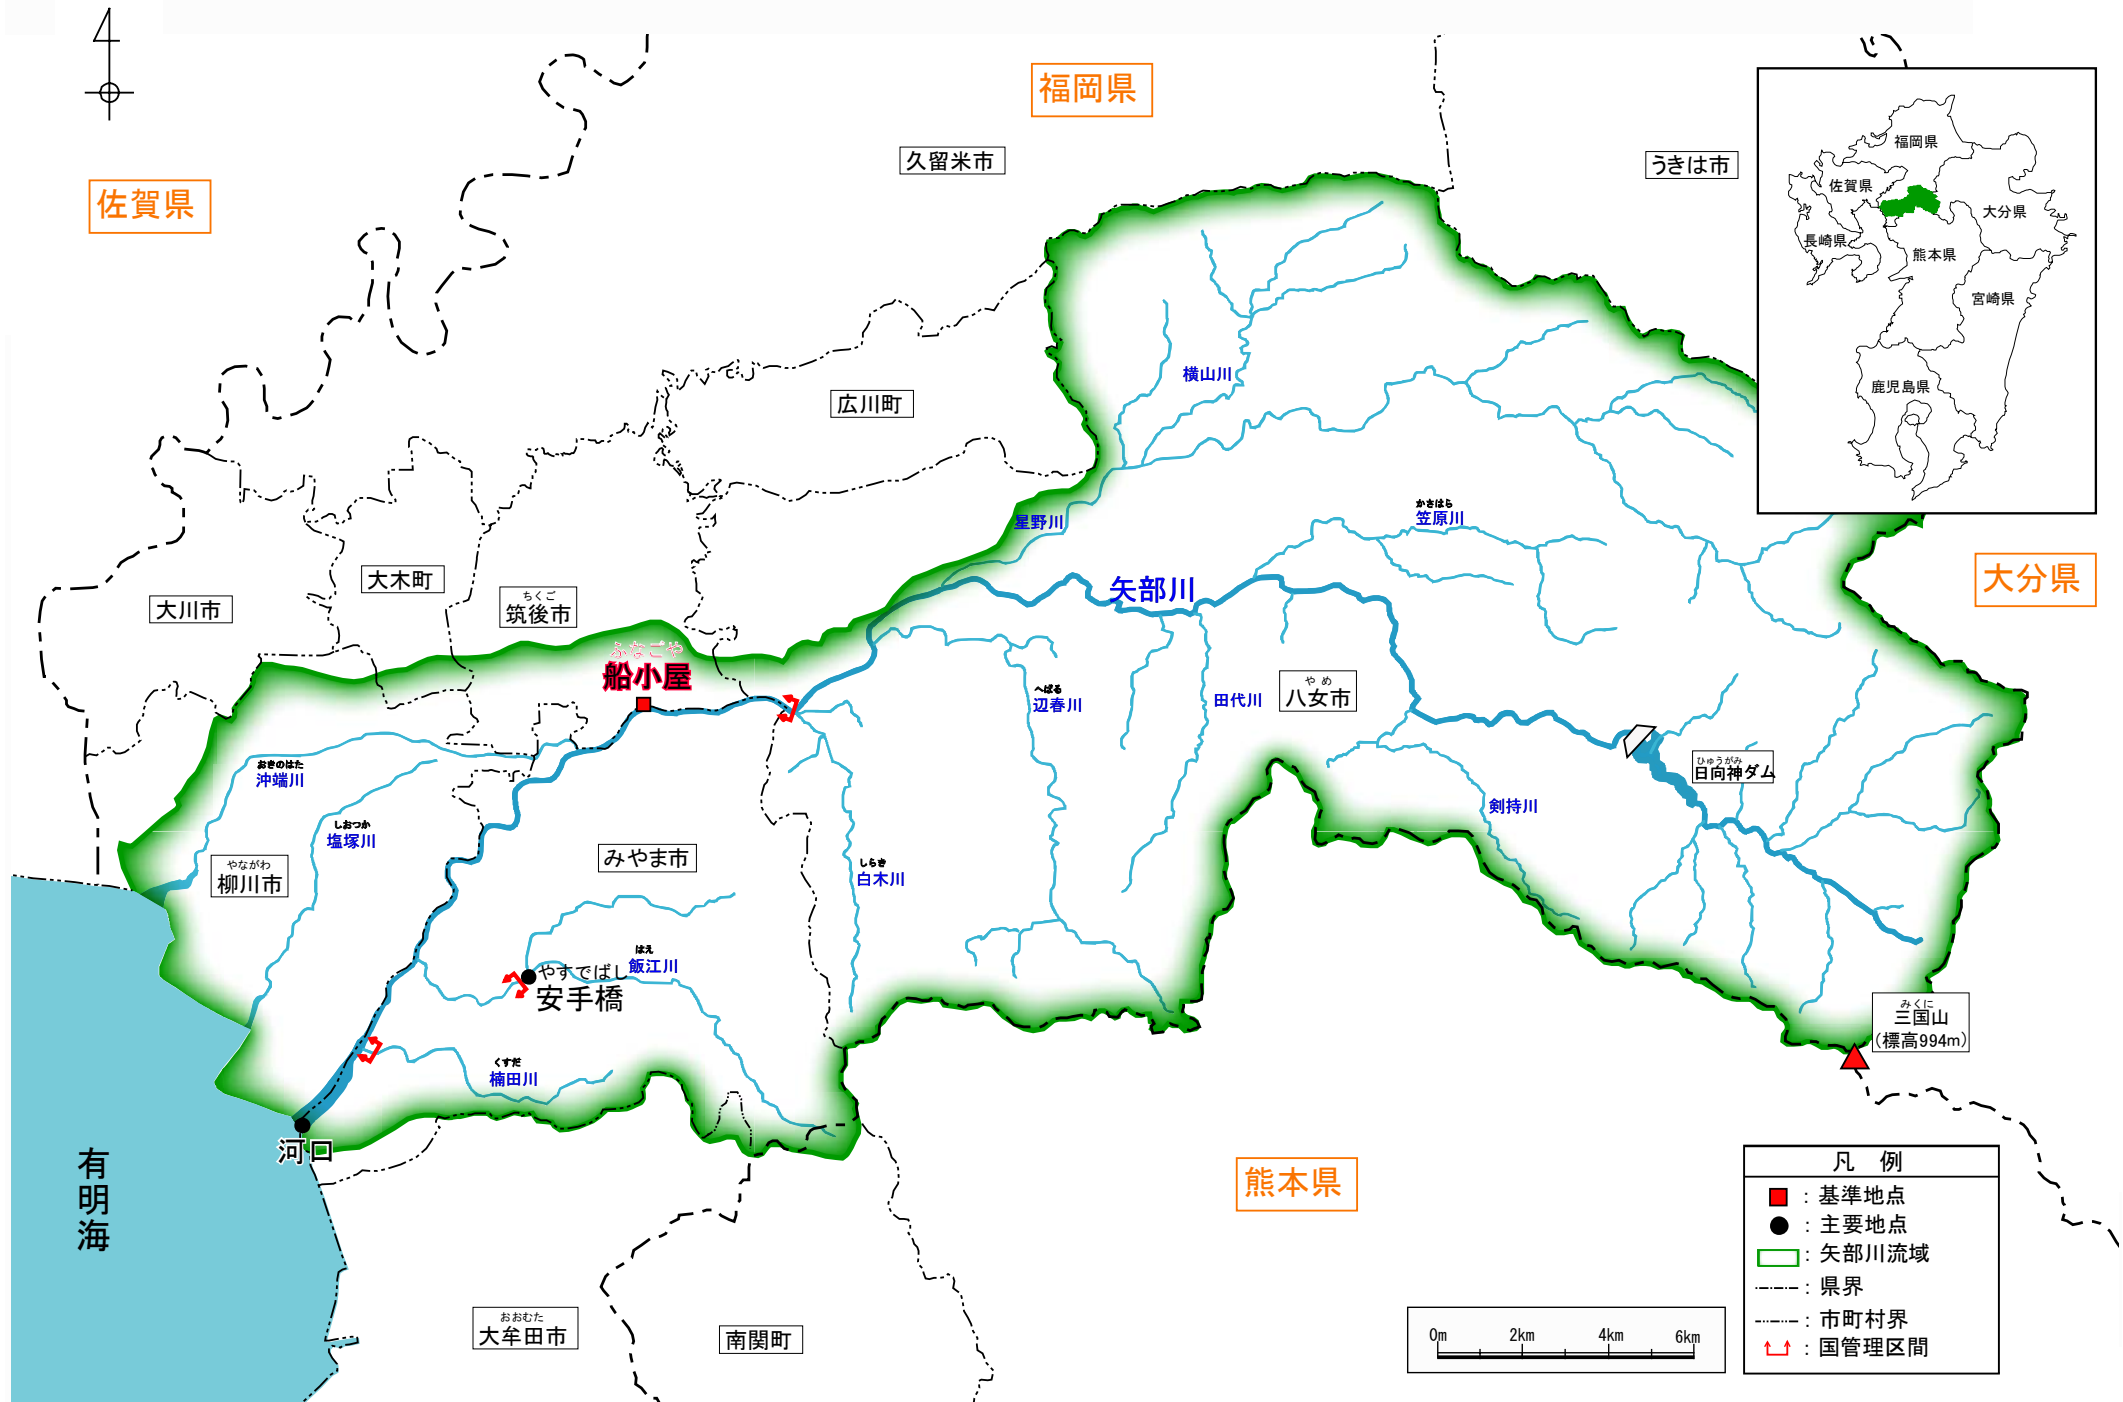 福岡県
佐賀県
久留米市
うきは市
福岡県
佐賀県
大分県
長崎県
熊本県
宮崎県
鹿児島県
横山川
広川町
かさはら
笠原川
星野川
大分県
矢部川
大木町
大川市
ちくご
筑後市
ふなごや
船小屋
へばる
辺春川
田代川
やめ
八女市
ひゅうがみ
日向神ダム
おきのはた
沖端川
しおつか
塩塚川
剣持川
やながわ
柳川市
みやま市
しらき
白木川
はえ
飯江川
やすでばし
安手橋
みくに
三国山
(標高994m)
くすだ
楠田川
河口
有明海
熊本県
おおむた
大牟田市
南関町
0m 2km 4km 6km
凡 例
：基準地点
：主要地点
：矢部川流域
：県界
：市町村界
：国管理区間